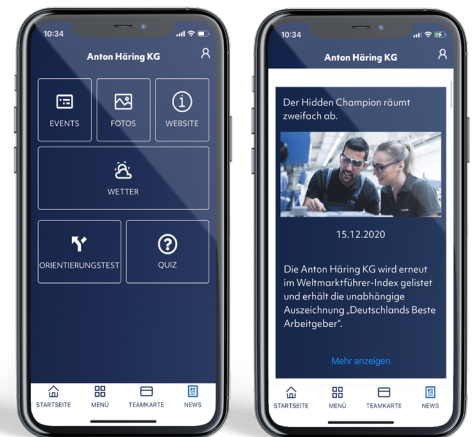 10:34
Anton Häring KG
EVENTS
FOTOS
WEBSITE
WETTER
ORIENTIERUNGSTEST
QUIZ
STARTSEITE
MENÜ
TEAMKARTE
NEWS
10:34
Anton Häring KG
Der Hidden Champion räumt
zweifach ab.
15.12.2020
Die Anton Häring KG wird erneut
im Weltmarktführer-Index gelistet
und erhält die unabhängige
Auszeichnung „Deutschlands Beste
Arbeitgeber“.
Mehr anzeigen
STARTSEITE
MENÜ
TEAMKARTE
NEWS